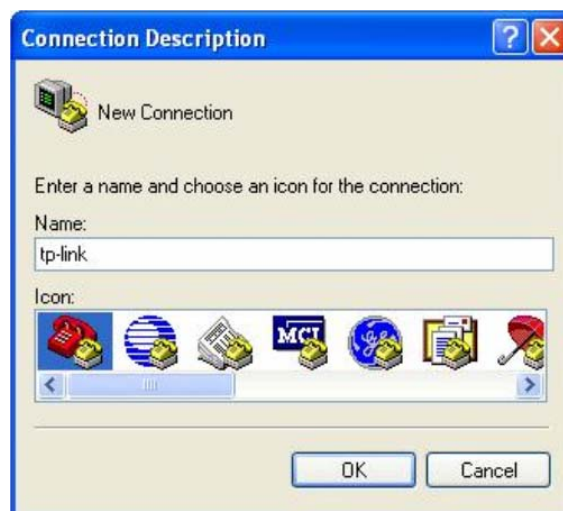 Connection Description
New Connection
Enter a name and choose an icon for the connection:
Name:
tp-link
Icon:
MCI
OK
Cancel